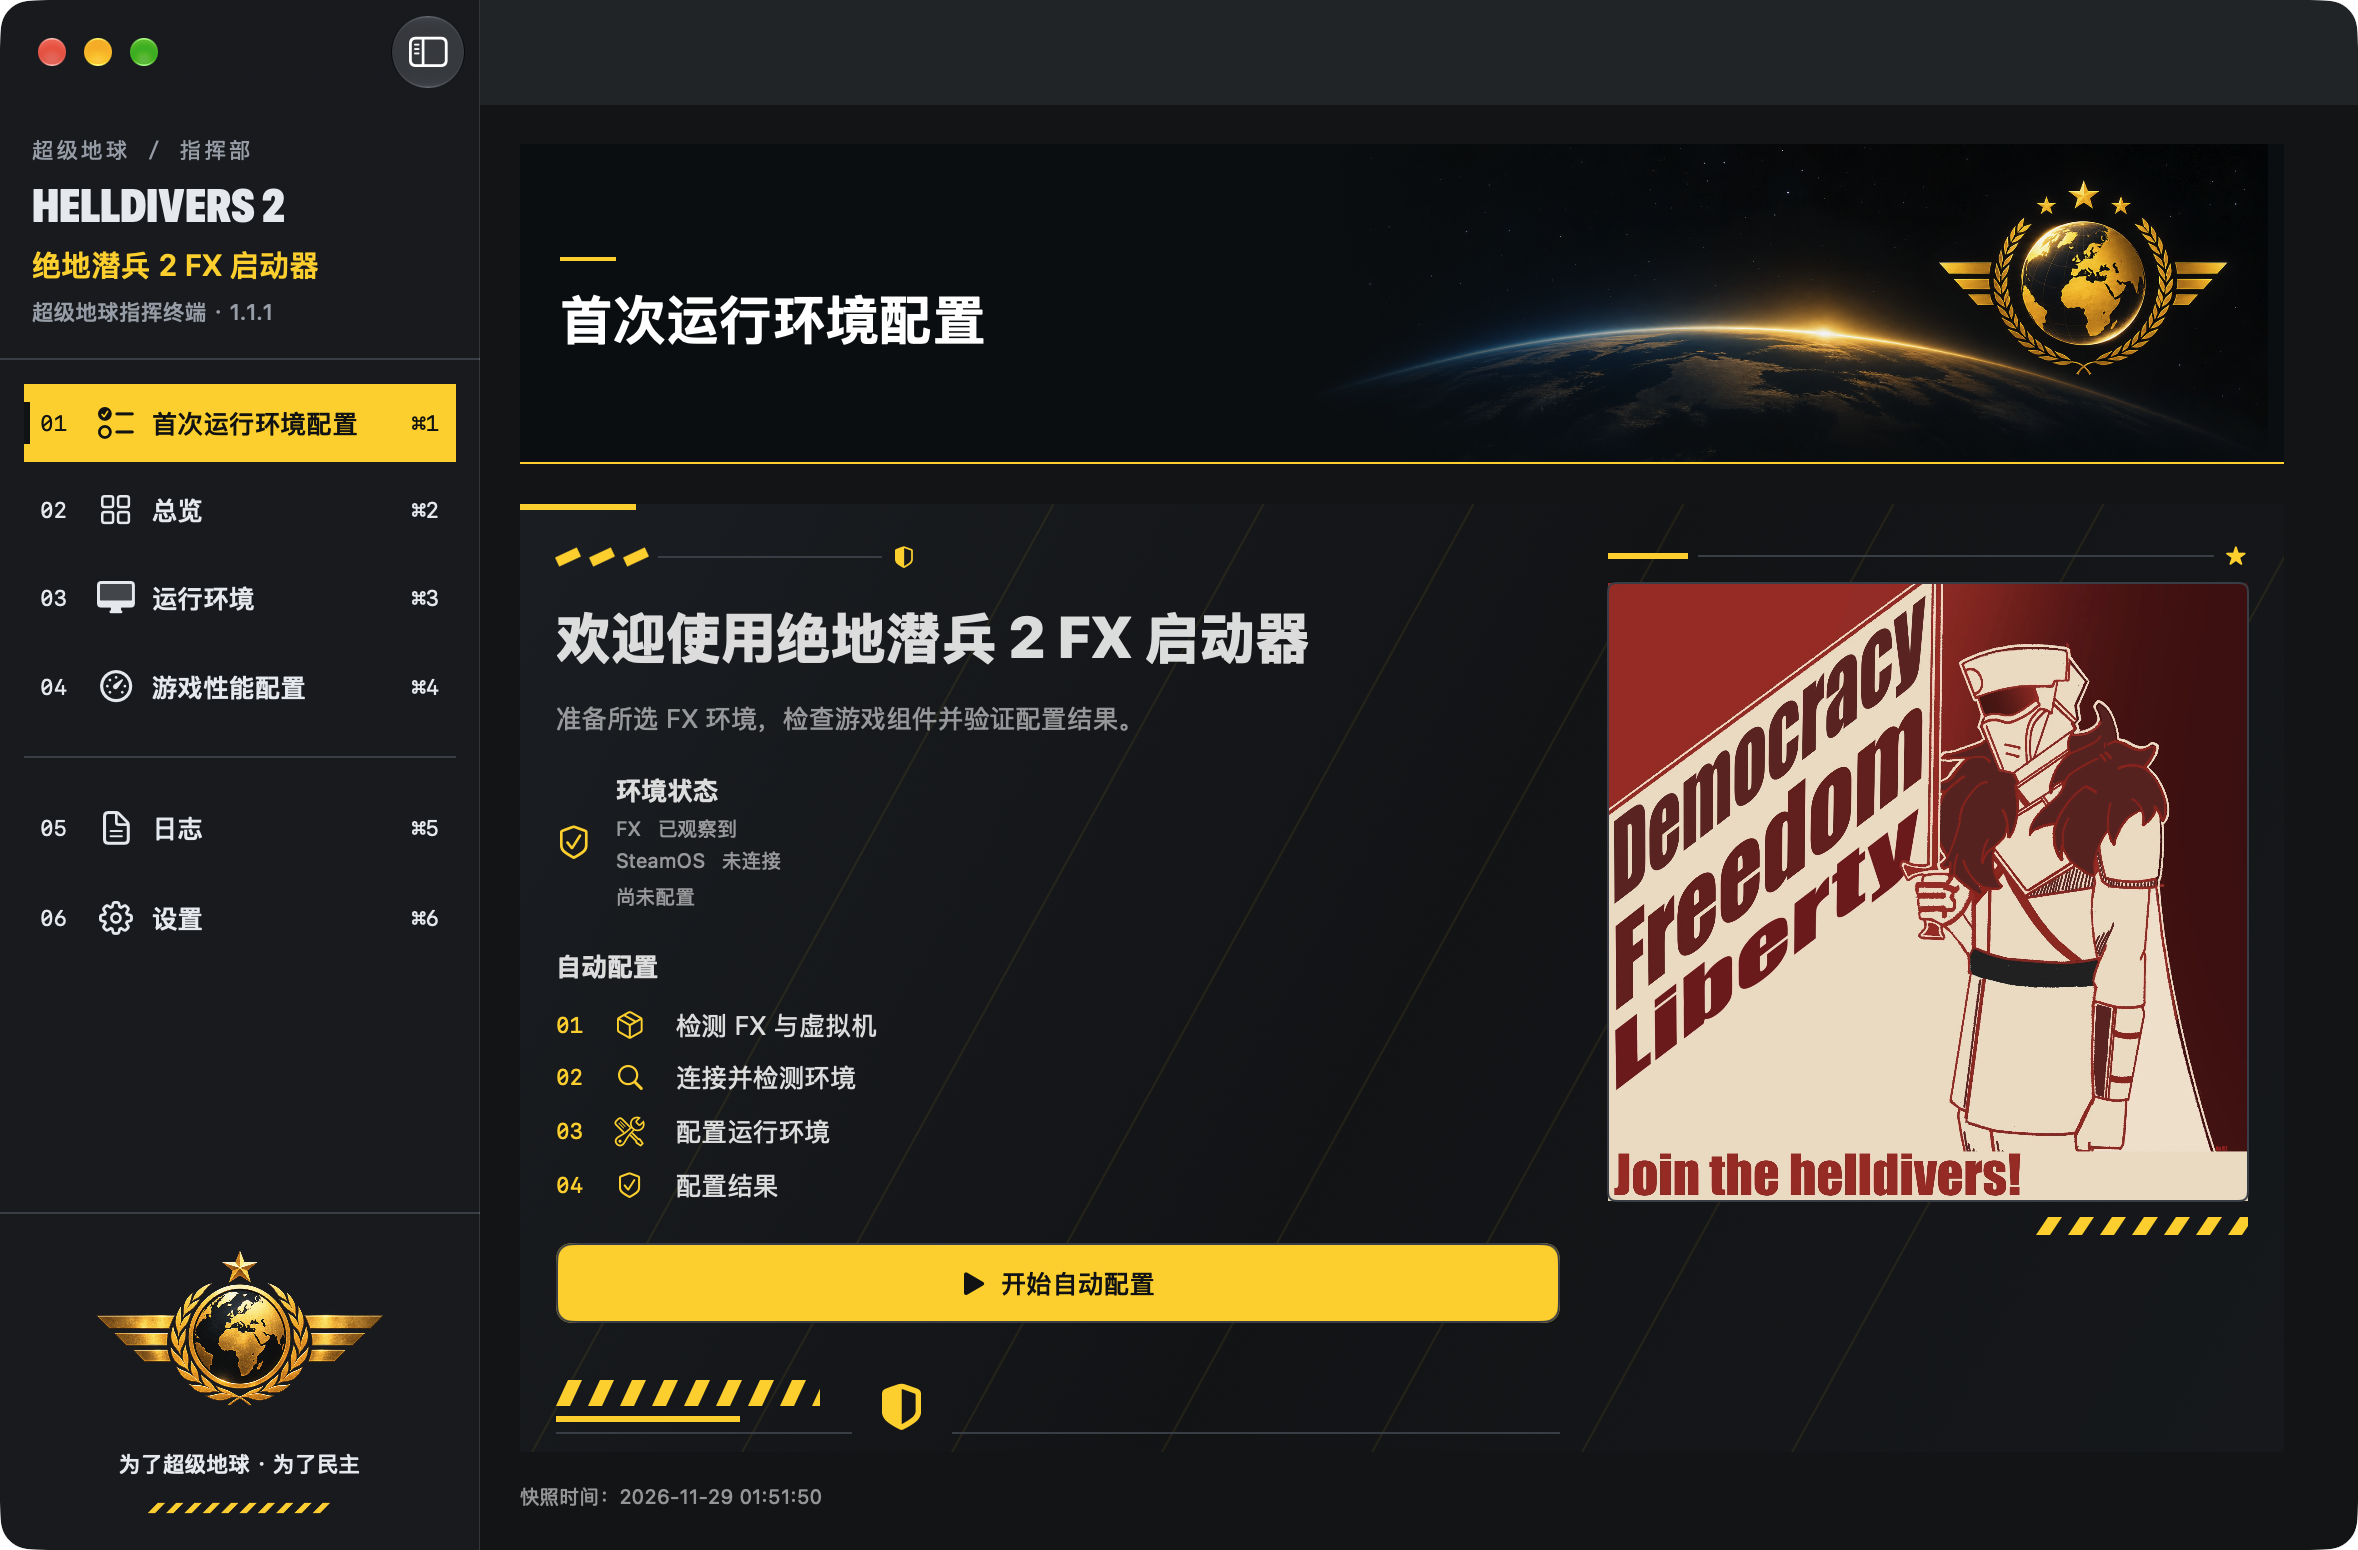 超级地球 / 指挥部
HELLDIVERS 2
绝地潜兵 2 FX 启动器
超级地球指挥终端 · 1.1.1
01 首次运行环境配置 ⌘1
02 总览 ⌘2
03 运行环境 ⌘3
04 游戏性能配置 ⌘4
05 日志 ⌘5
06 设置 ⌘6
为了超级地球 · 为了民主
首次运行环境配置
欢迎使用绝地潜兵 2 FX 启动器
准备所选 FX 环境，检查游戏组件并验证配置结果。
环境状态
FX 已观察到
SteamOS 未连接
尚未配置
自动配置
01 检测 FX 与虚拟机
02 连接并检测环境
03 配置运行环境
04 配置结果
开始自动配置
Democracy
Freedom
Liberty
Join the helldivers!
快照时间：2026-11-29 01:51:50